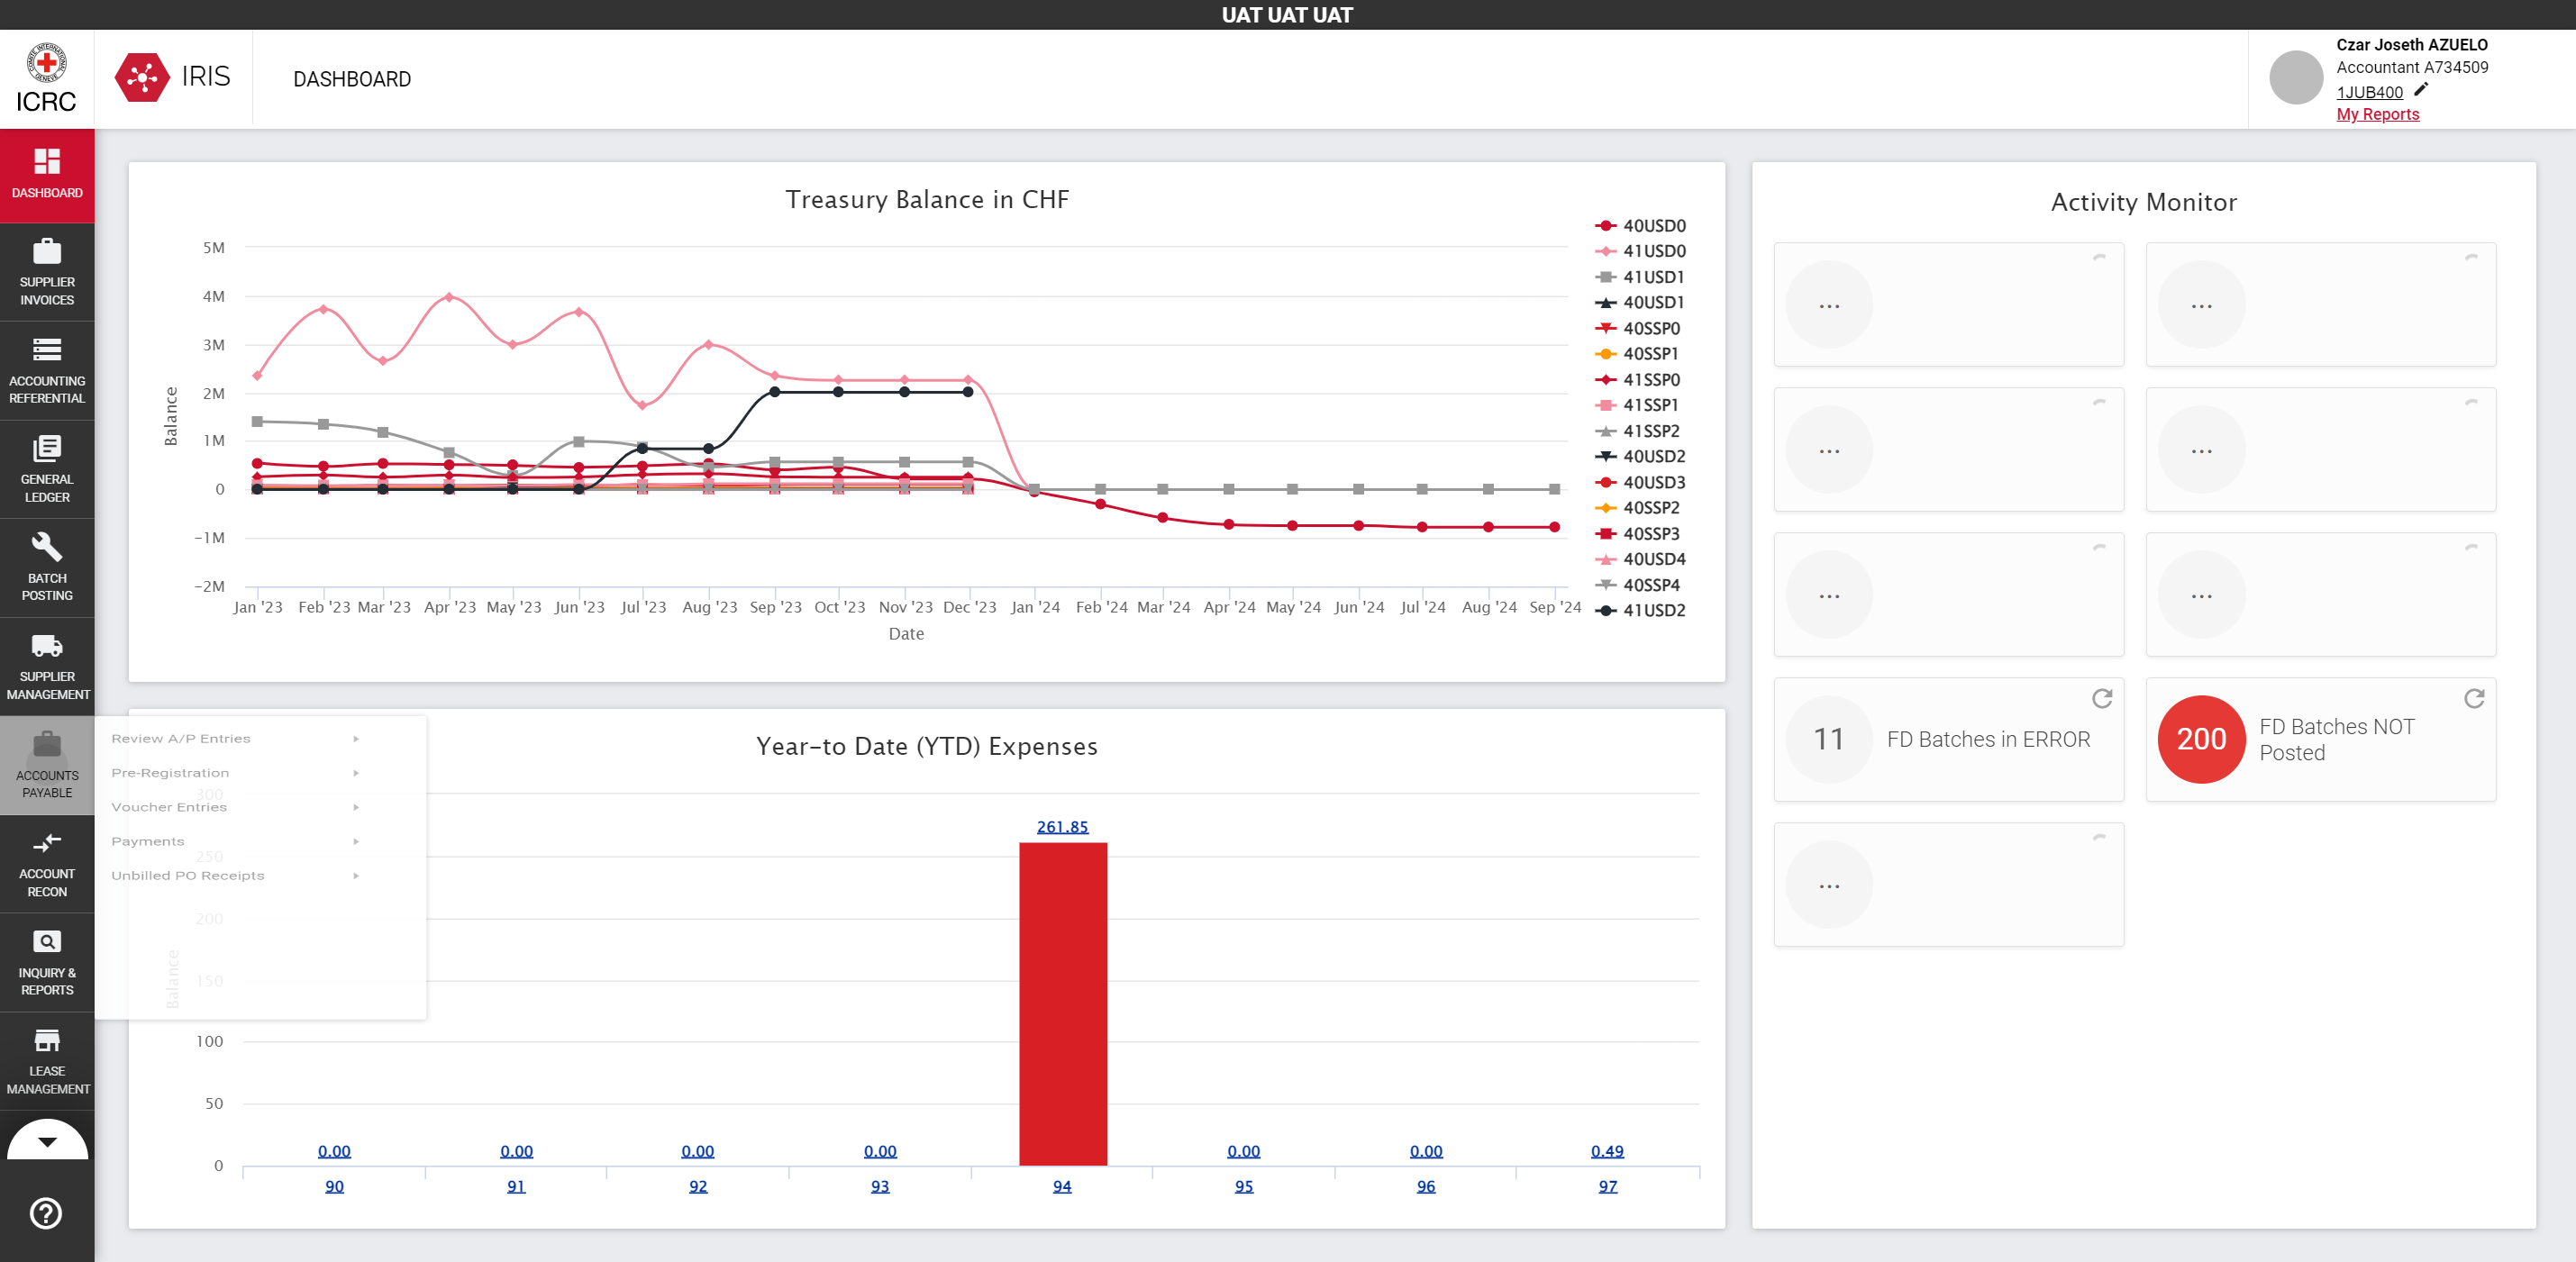 UAT UAT UAT
COMITE INTERNATIONAL GENEVE
ICRC
IRIS
DASHBOARD
Czar Joseth AZUELO
Accountant A734509
1JUB400
My Reports
DASHBOARD
SUPPLIER
INVOICES
ACCOUNTING
REFERENTIAL
GENERAL
LEDGER
BATCH
POSTING
SUPPLIER
MANAGEMENT
ACCOUNTS
PAYABLE
ACCOUNT
RECON
INQUIRY &
REPORTS
LEASE
MANAGEMENT
Review A/P Entries
Pre-Registration
Voucher Entries
Payments
Unbilled PO Receipts
Treasury Balance in CHF
5M
4M
3M
2M
1M
0
-1M
-2M
Balance
Jan '23 Feb '23 Mar '23 Apr '23 May '23 Jun '23 Jul '23 Aug '23 Sep '23 Oct '23 Nov '23 Dec '23 Jan '24 Feb '24 Mar '24 Apr '24 May '24 Jun '24 Jul '24 Aug '24 Sep '24
Date
40USD0
41USD0
41USD1
40USD1
40SSP0
40SSP1
41SSP0
41SSP1
41SSP2
40USD2
40USD3
40SSP2
40SSP3
40USD4
40SSP4
41USD2
Year-to Date (YTD) Expenses
300
250
200
150
100
50
0
Balance
261.85
0.00 0.00 0.00 0.00 0.00 0.00 0.49
90 91 92 93 94 95 96 97
Activity Monitor
... ...
... ...
... ...
11 FD Batches in ERROR
200 FD Batches NOT
Posted
...